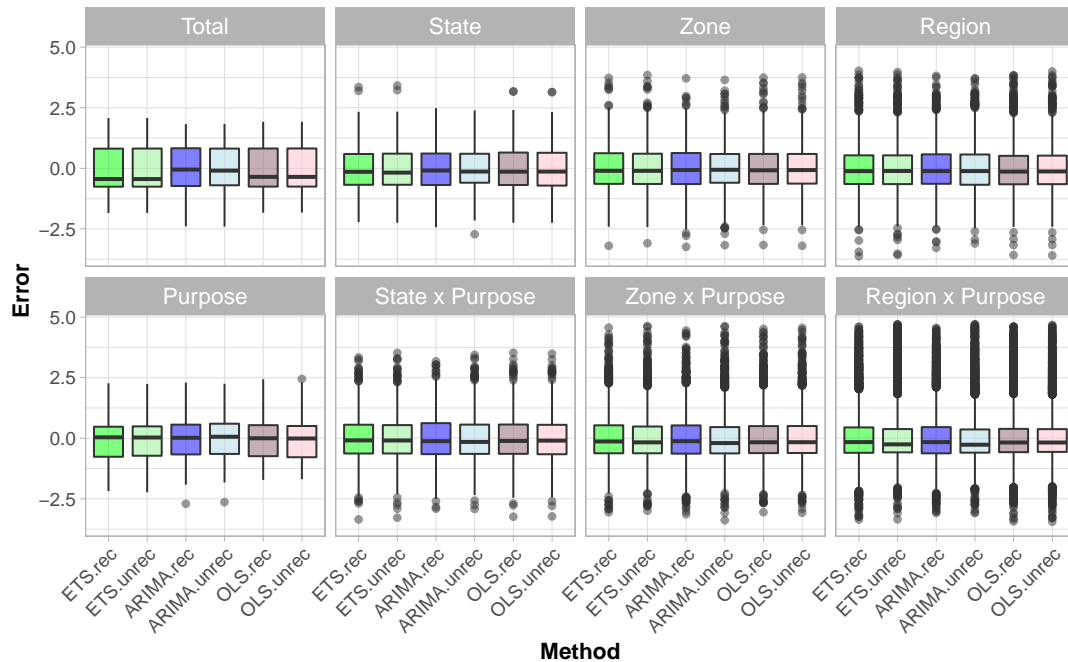 Total State Zone Region
5.0
2.5
0.0
−2.5
Purpose State x Purpose Zone x Purpose Region x Purpose
5.0
2.5
0.0
−2.5
Error
ETS.rec ETS.unrec ARIMA.rec ARIMA.unrec OLS.rec OLS.unrec ETS.rec ETS.unrec ARIMA.rec ARIMA.unrec OLS.rec OLS.unrec ETS.rec ETS.unrec ARIMA.rec ARIMA.unrec OLS.rec OLS.unrec ETS.rec ETS.unrec ARIMA.rec ARIMA.unrec OLS.rec OLS.unrec
Method